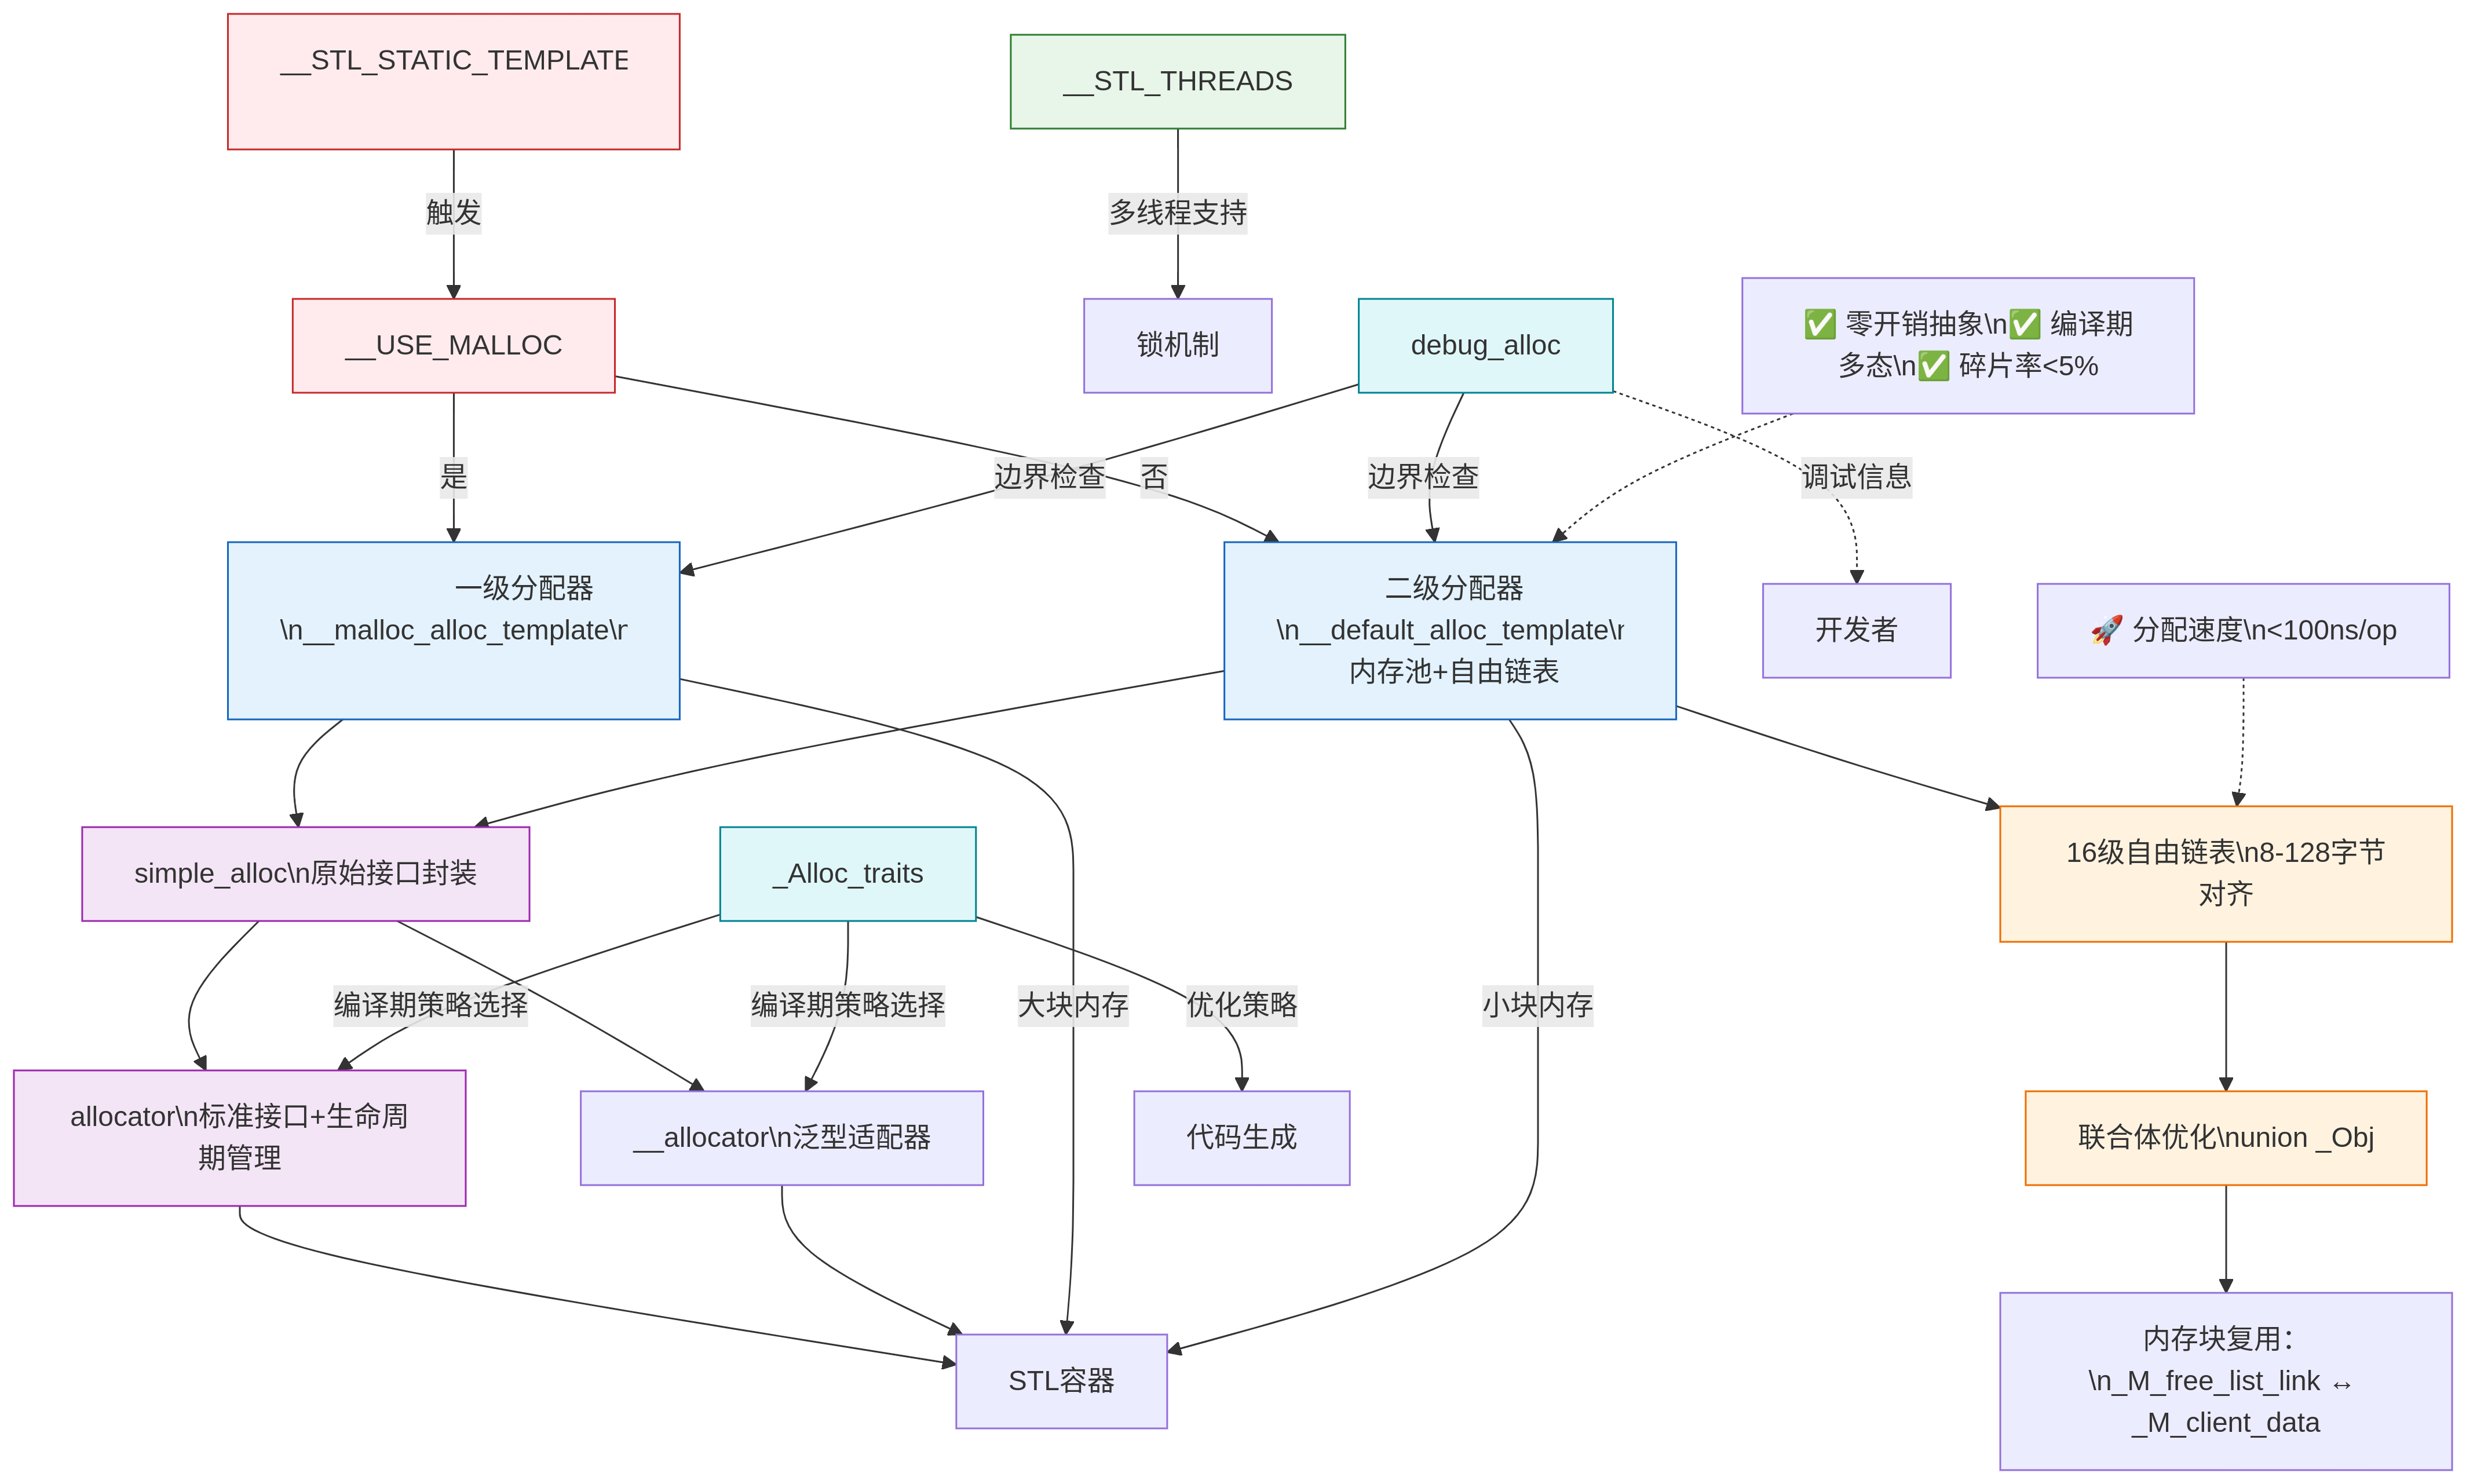 __STL_STATIC_TEMPLATE
__STL_THREADS
触发
多线程支持
__USE_MALLOC
锁机制
debug_alloc
✅ 零开销抽象\n✅ 编译期
多态\n✅ 碎片率<5%
是
边界检查
否
边界检查
调试信息
一级分配器
\n__malloc_alloc_template\n
二级分配器
\n__default_alloc_template\n
内存池+自由链表
开发者
🚀 分配速度\n<100ns/op
simple_alloc\n原始接口封装
_Alloc_traits
16级自由链表\n8-128字节
对齐
编译期策略选择
编译期策略选择
大块内存
优化策略
小块内存
allocator\n标准接口+生命周
期管理
__allocator\n泛型适配器
代码生成
联合体优化\nunion _Obj
STL容器
内存块复用：
\n_M_free_list_link ↔
_M_client_data